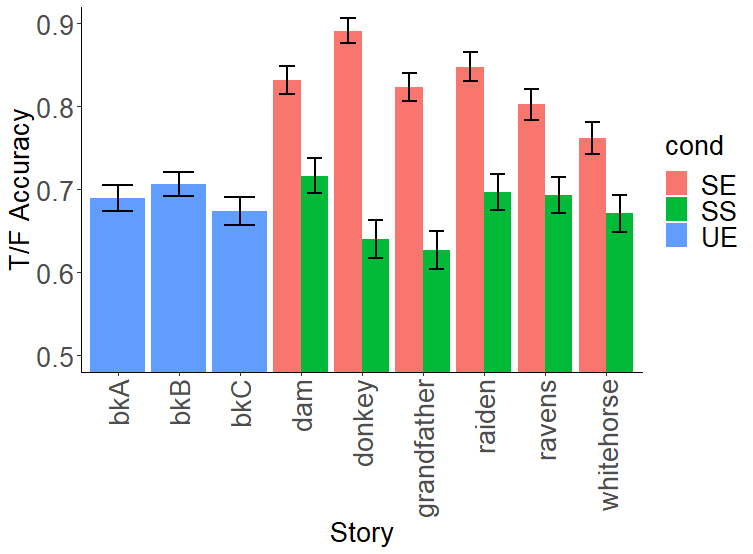 T/F Accuracy
0.9
0.8
0.7
0.6
0.5
bkA
bkB
bkC
dam
donkey
grandfather
raiden
ravens
whitehorse
Story
cond
SE
SS
UE